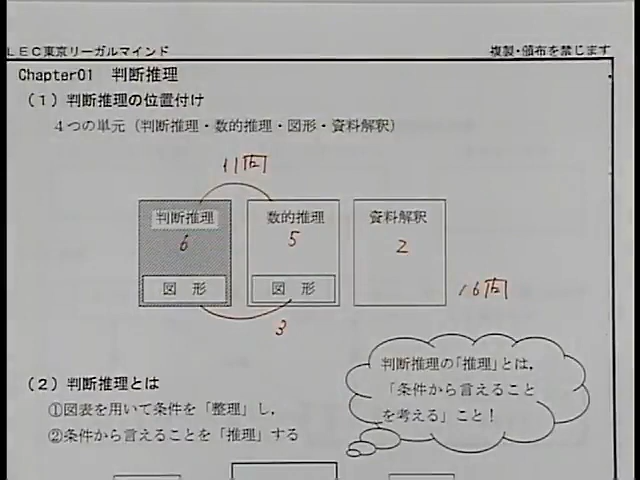 LEC東京リーガルマインド 複製・頒布を禁じます
Chapter01 判断推理
(1)判断推理の位置付け
4つの単元(判断推理・数的推理・図形・資料解釈)
11問
判断推理 数的推理 資料解釈
6 5 2
図 形 図 形
16問
3
(2)判断推理とは
①図表を用いて条件を「整理」し,
②条件から言えることを「推理」する
判断推理の「推理」とは,
「条件から言えること
を考える」こと!